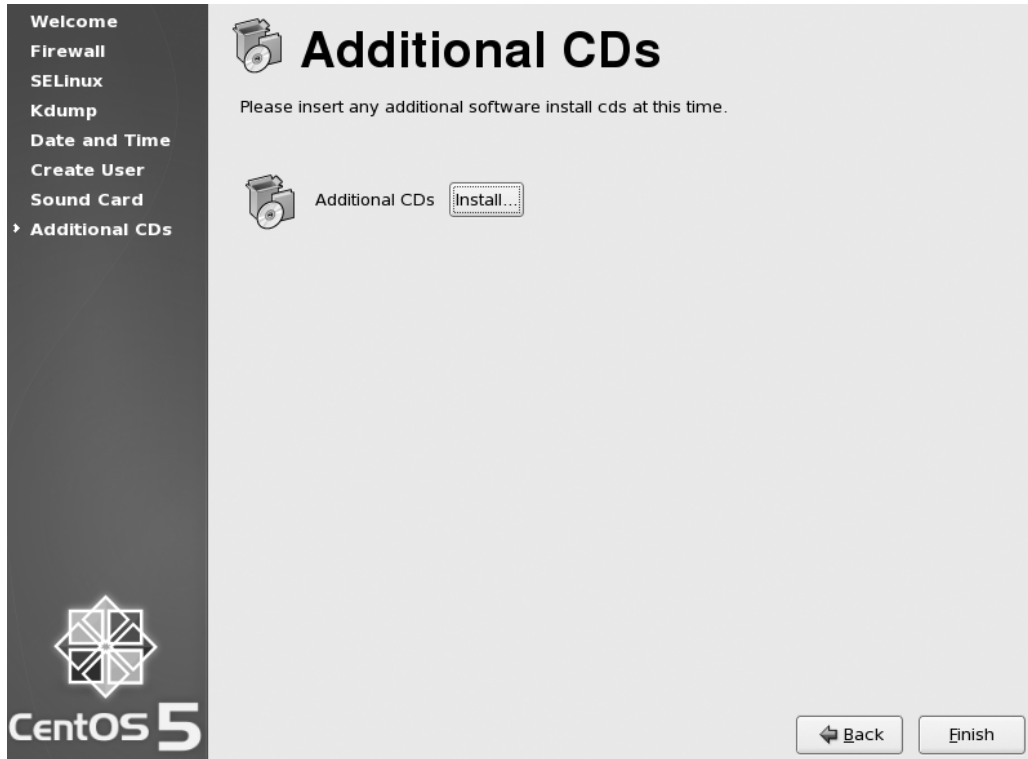 Welcome
Firewall
SELinux
Kdump
Date and Time
Create User
Sound Card
Additional CDs
Additional CDs
Please insert any additional software install cds at this time.
Additional CDs Install...
CentOS 5
Back Finish